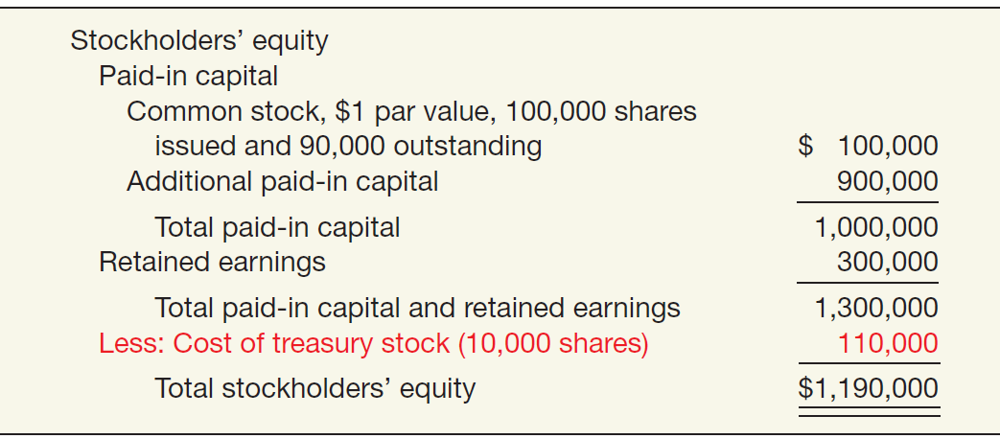 Stockholders’ equity
Paid-in capital
Common stock, $1 par value, 100,000 shares
issued and 90,000 outstanding $ 100,000
Additional paid-in capital 900,000
Total paid-in capital 1,000,000
Retained earnings 300,000
Total paid-in capital and retained earnings 1,300,000
Less: Cost of treasury stock (10,000 shares) 110,000
Total stockholders’ equity $1,190,000